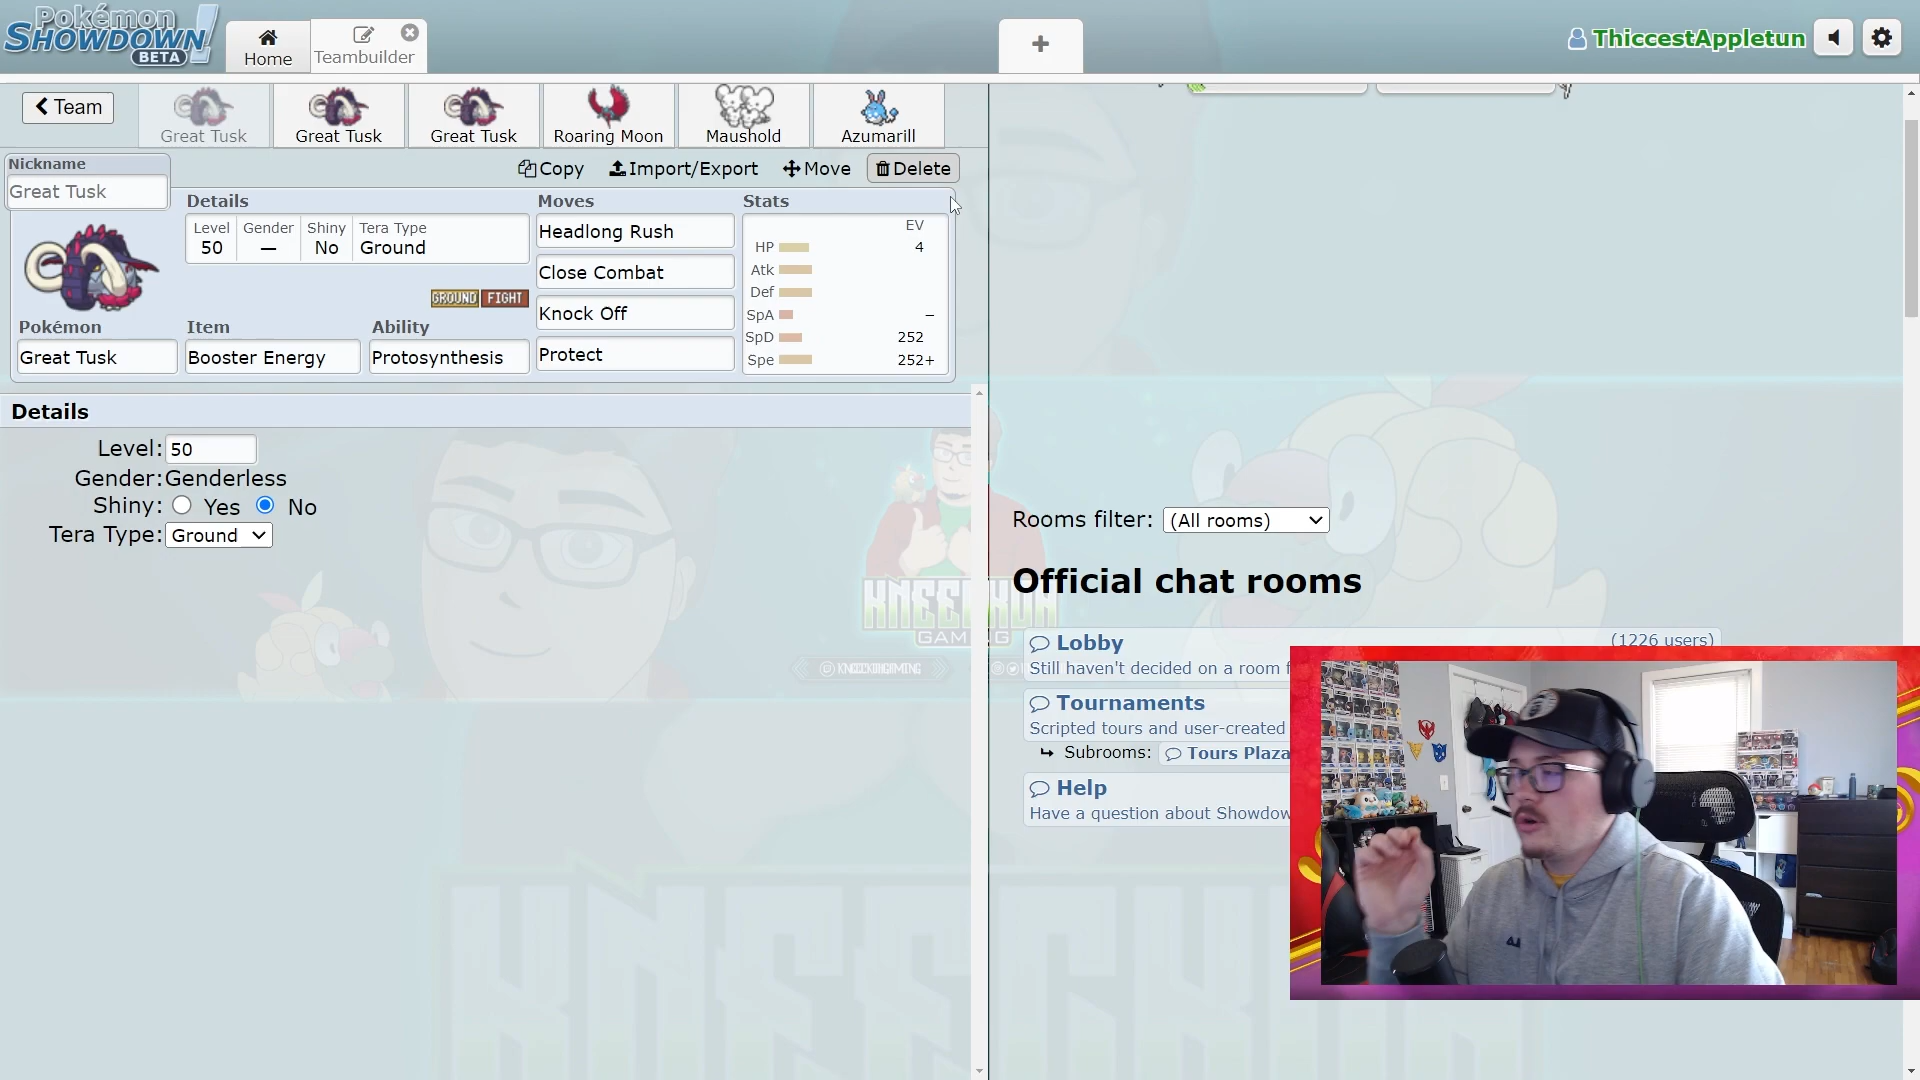 Pokémon
SHOWDOWN!
BETA
Home
Teambuilder
+
ThiccestAppletun
Team
Great Tusk
Great Tusk
Great Tusk
Roaring Moon
Maushold
Azumarill
Copy
Import/Export
Move
Delete
Nickname
Great Tusk
Details
Level
50
Gender
—
Shiny
No
Tera Type
Ground
GROUND FIGHT
Pokémon
Great Tusk
Item
Booster Energy
Ability
Protosynthesis
Moves
Headlong Rush
Close Combat
Knock Off
Protect
Stats
EV
HP 4
Atk
Def
SpA –
SpD 252
Spe 252+
Details
Level: 50
Gender: Genderless
Shiny: Yes No
Tera Type: Ground
KNEECKOH
GAMING
KNEECKOHGAMING
Rooms filter: (All rooms)
Official chat rooms
Lobby (1226 users)
Still haven't decided on a room f
Tournaments
Scripted tours and user-created
Subrooms: Tours Plaza
Help
Have a question about Showdow